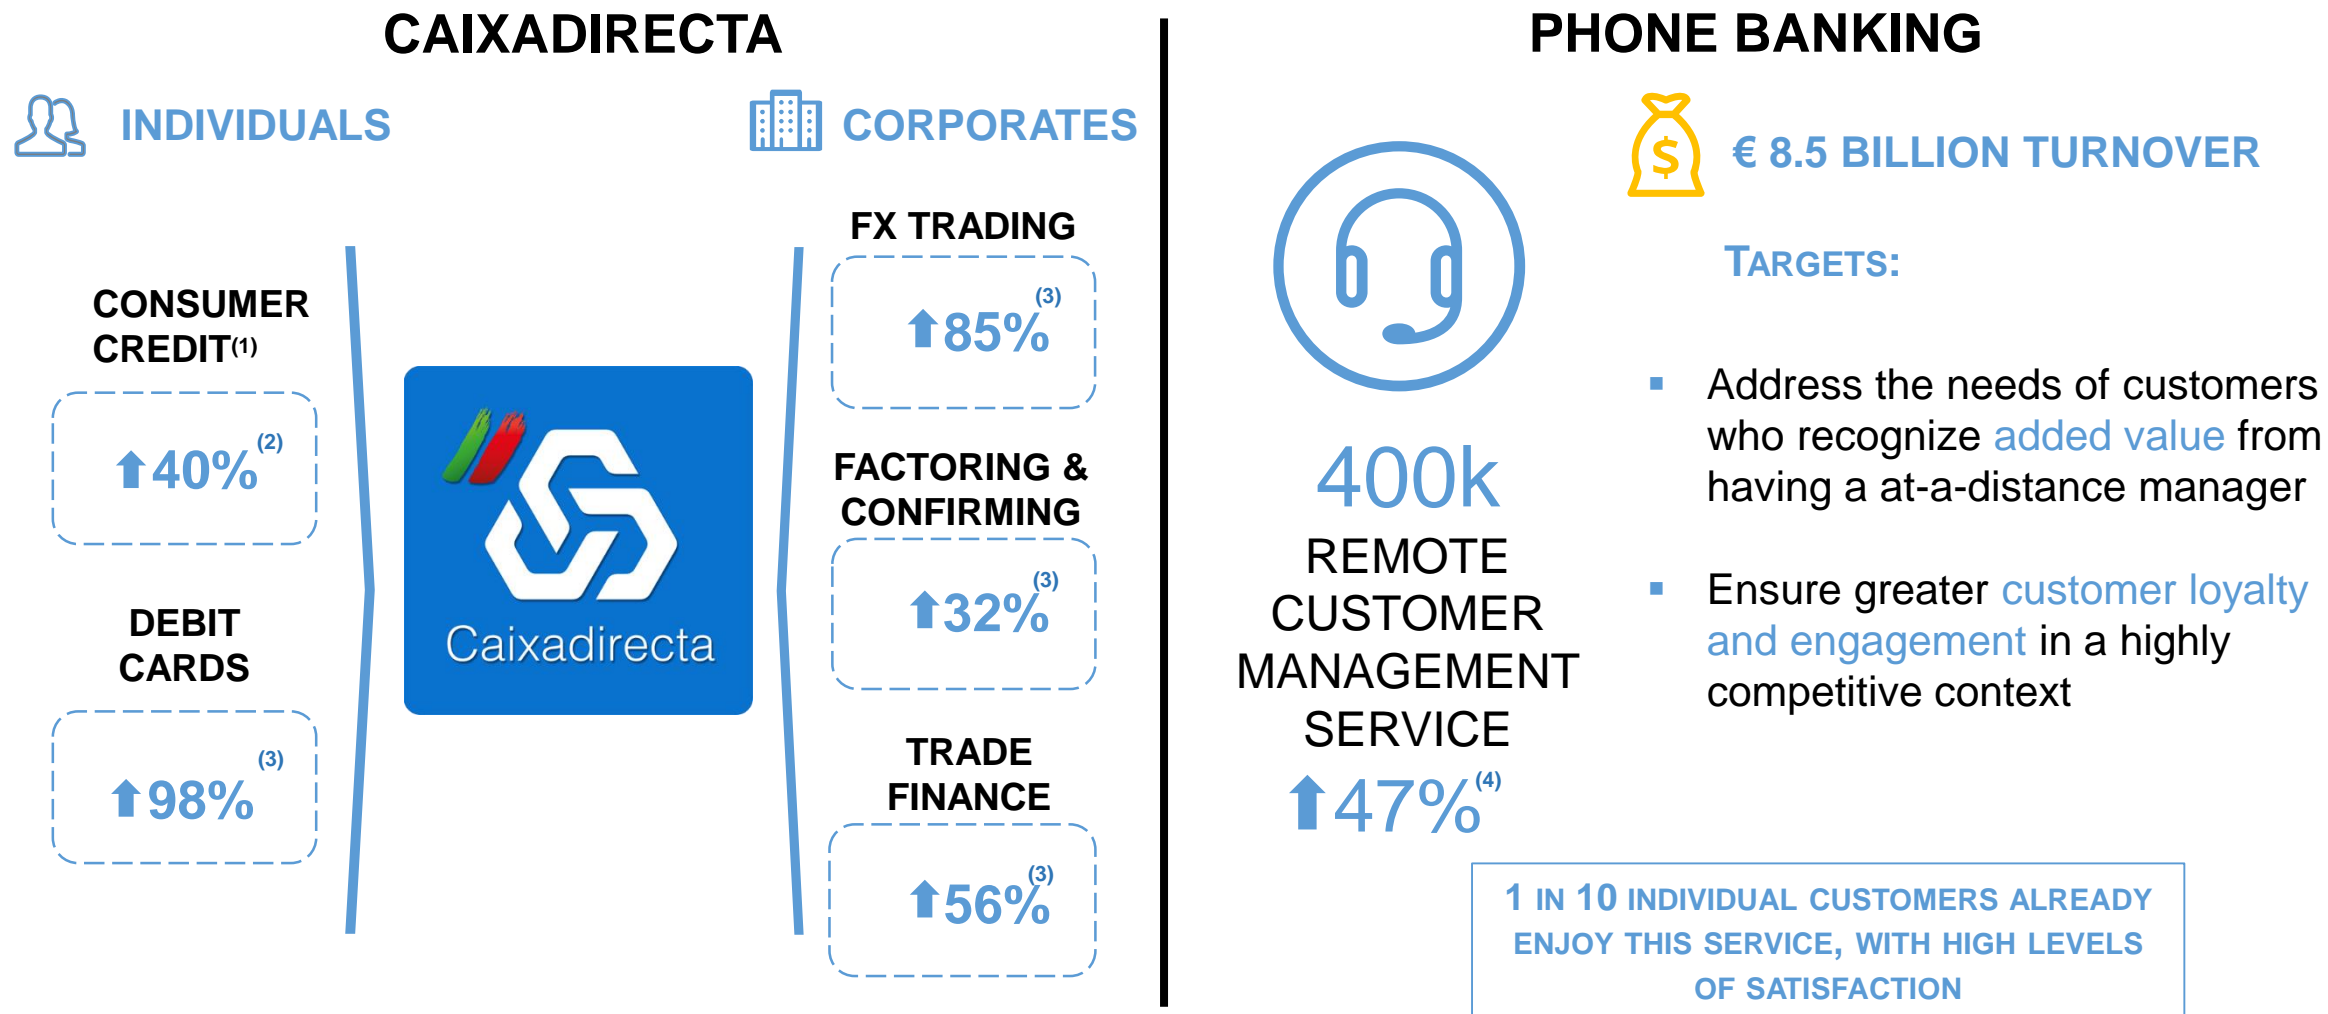 CAIXADIRECTA
INDIVIDUALS
CORPORATES
CONSUMER
CREDIT(1)
⬆40%(2)
DEBIT
CARDS
⬆98%(3)
Caixadirecta
FX TRADING
⬆85%(3)
FACTORING &
CONFIRMING
⬆32%(3)
TRADE
FINANCE
⬆56%(3)
PHONE BANKING
400k
REMOTE
CUSTOMER
MANAGEMENT
SERVICE
⬆47%(4)
$
€ 8.5 BILLION TURNOVER
TARGETS:
▪ Address the needs of customers
who recognize added value from
having a at-a-distance manager
▪ Ensure greater customer loyalty
and engagement in a highly
competitive context
1 IN 10 INDIVIDUAL CUSTOMERS ALREADY
ENJOY THIS SERVICE, WITH HIGH LEVELS
OF SATISFACTION